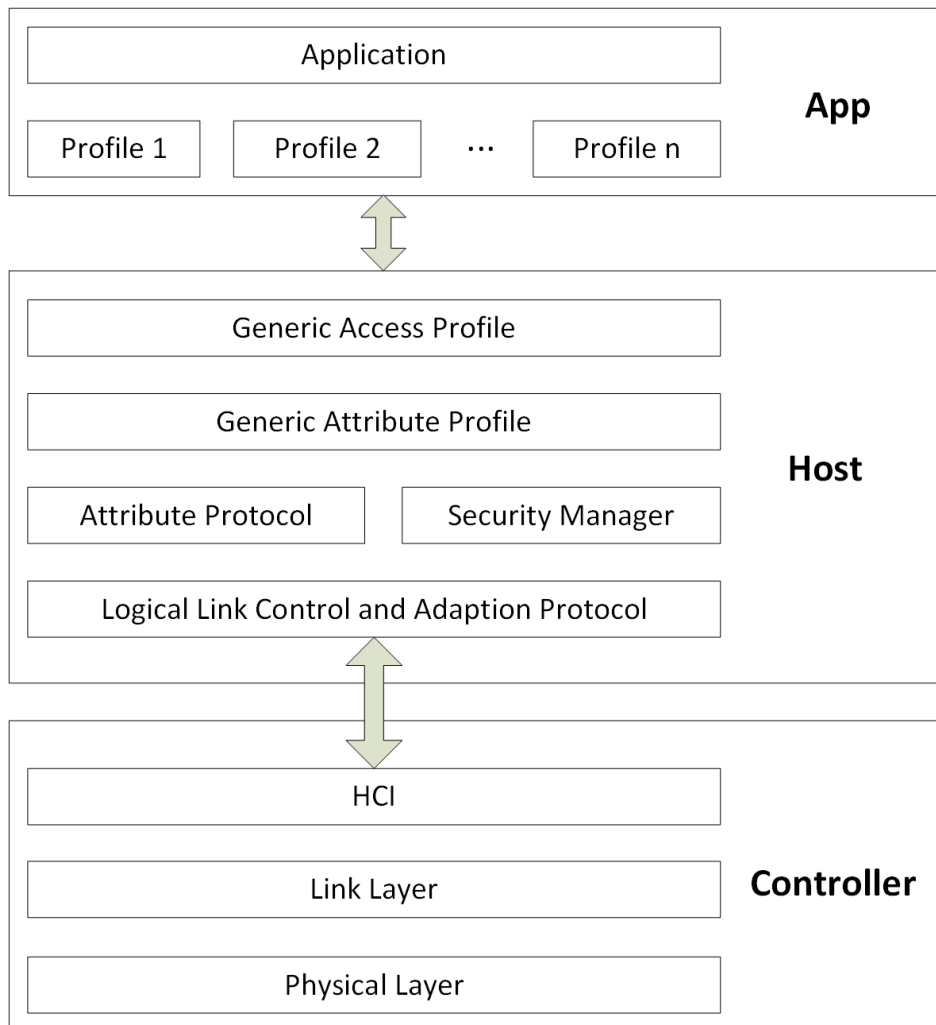 Application
App
Profile 1 Profile 2 ... Profile n
Generic Access Profile
Generic Attribute Profile
Host
Attribute Protocol Security Manager
Logical Link Control and Adaption Protocol
HCI
Link Layer
Controller
Physical Layer